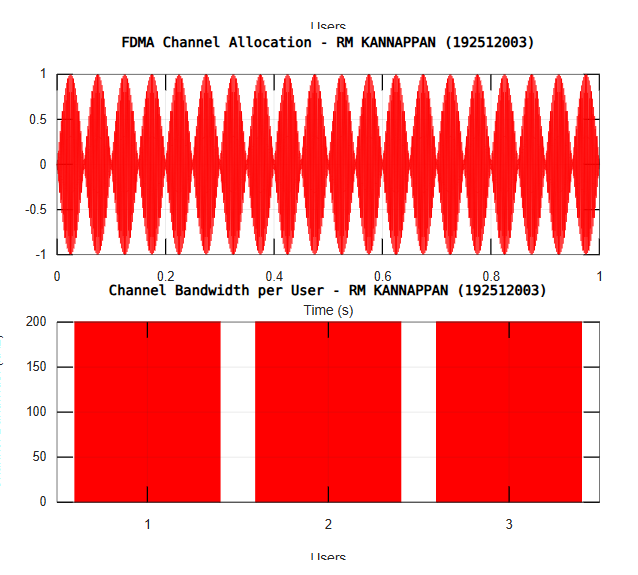 Users
FDMA Channel Allocation - RM KANNAPPAN (192512003)
1
0.5
0
-0.5
-1
0 0.2 0.4 0.6 0.8 1
Channel Bandwidth per User - RM KANNAPPAN (192512003)
Time (s)
200
150
100
50
0
1 2 3
Users